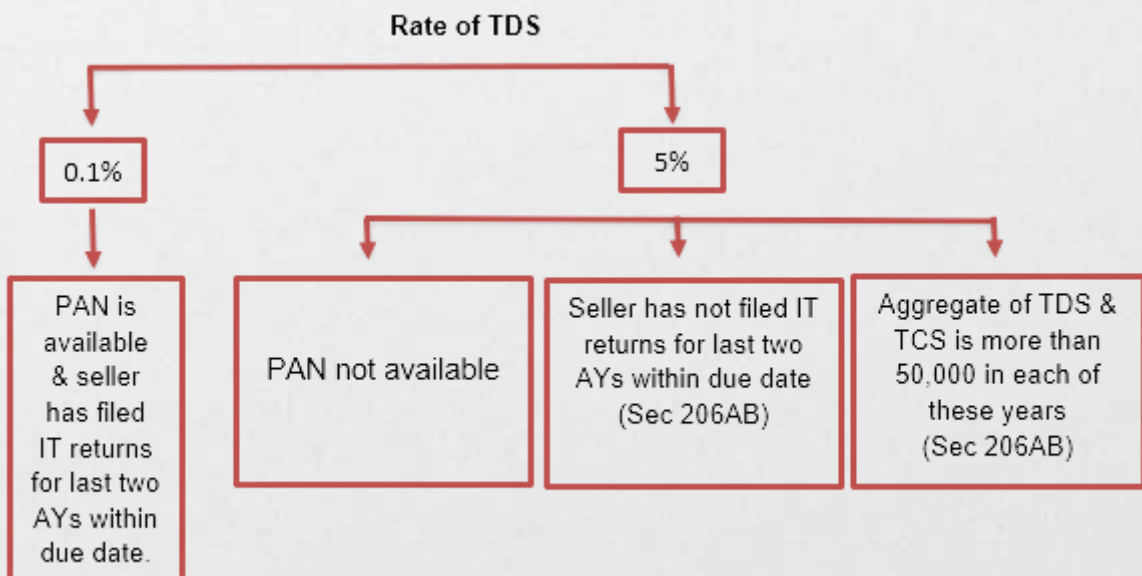 Rate of TDS
0.1%
5%
PAN is
available
& seller
has filed
IT returns
for last two
AYs within
due date.
PAN not available
Seller has not filed IT
returns for last two
AYs within due date
(Sec 206AB)
Aggregate of TDS &
TCS is more than
50,000 in each of
these years
(Sec 206AB)